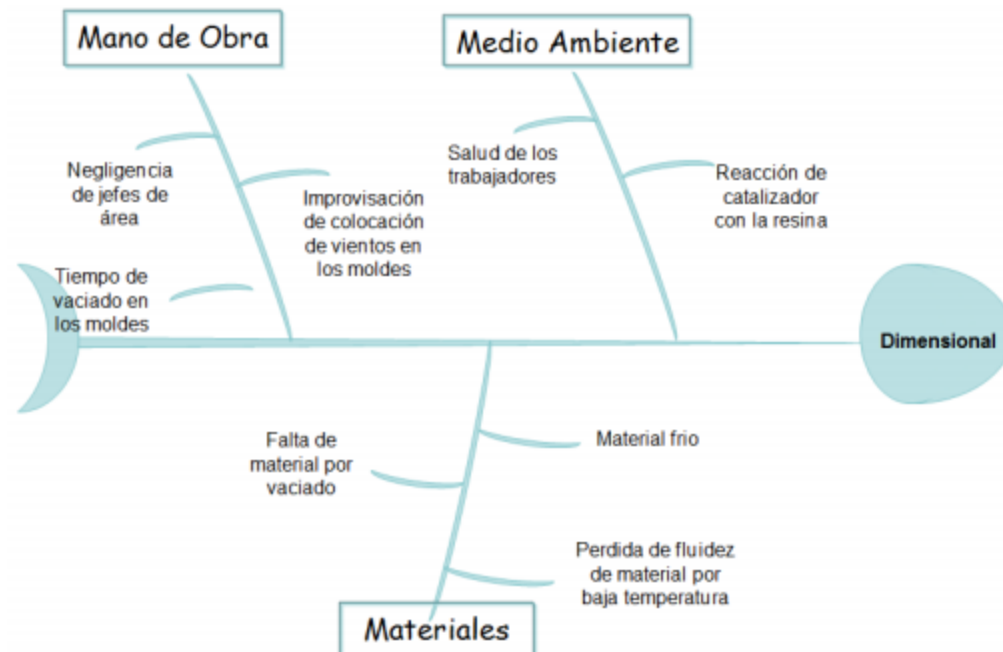 Mano de Obra
Medio Ambiente
Negligencia
de jefes de
área
Improvisación
de colocación
de vientos en
los moldes
Tiempo de
vaciado en
los moldes
Salud de los
trabajadores
Reacción de
catalizador
con la resina
Dimensional
Falta de
material por
vaciado
Material frio
Perdida de fluidez
de material por
baja temperatura
Materiales